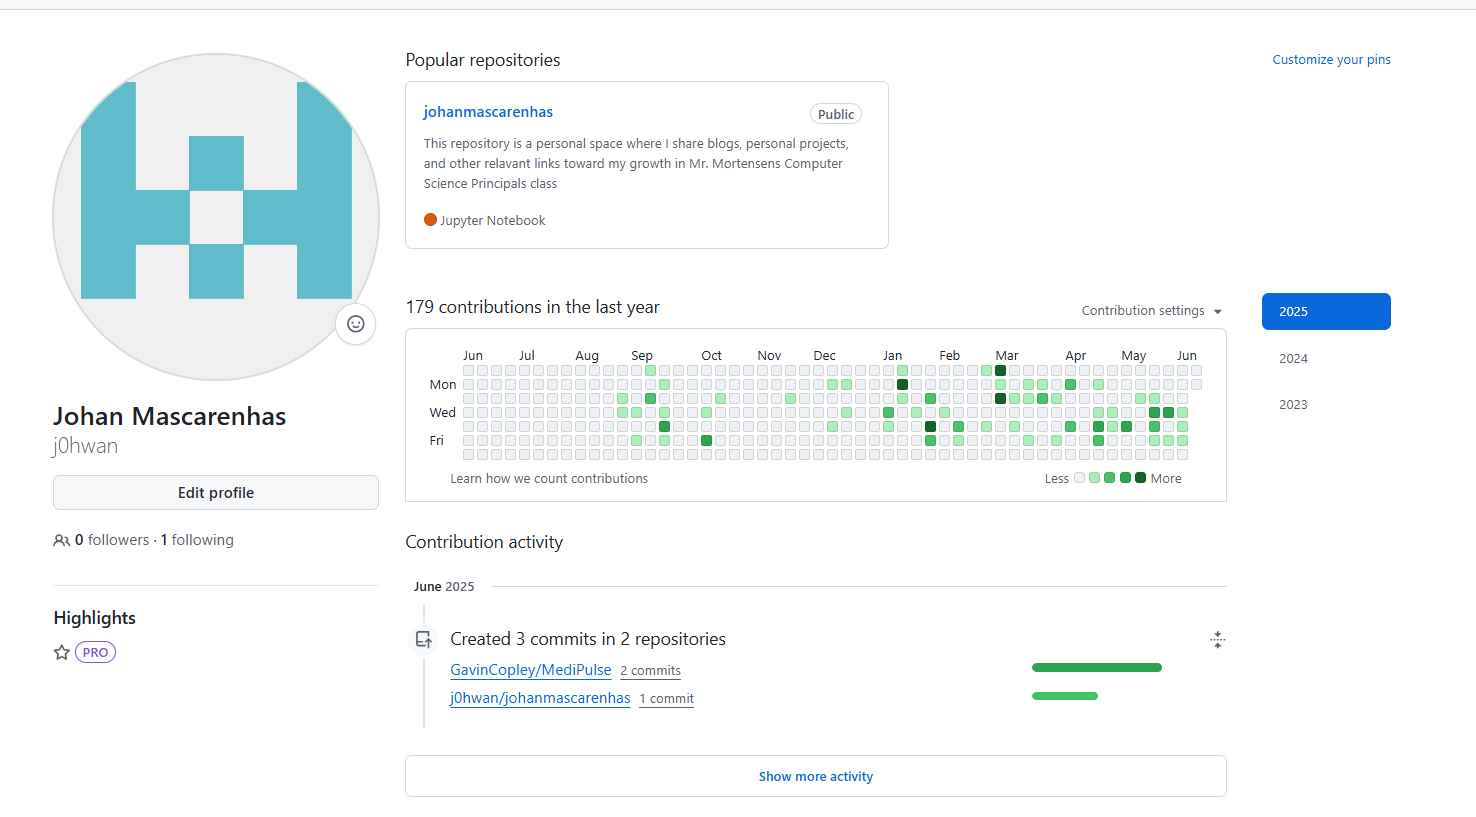 Popular repositories
Customize your pins
johanmascarenhas
Public
This repository is a personal space where I share blogs, personal projects,
and other relavant links toward my growth in Mr. Mortensens Computer
Science Principals class
Jupyter Notebook
Johan Mascarenhas
j0hwan
Edit profile
0 followers · 1 following
Highlights
PRO
179 contributions in the last year
Contribution settings
2025
2024
2023
Jun Jul Aug Sep Oct Nov Dec Jan Feb Mar Apr May Jun
Mon
Wed
Fri
Learn how we count contributions
Less
More
Contribution activity
June 2025
Created 3 commits in 2 repositories
GavinCopley/MediPulse 2 commits
j0hwan/johanmascarenhas 1 commit
Show more activity